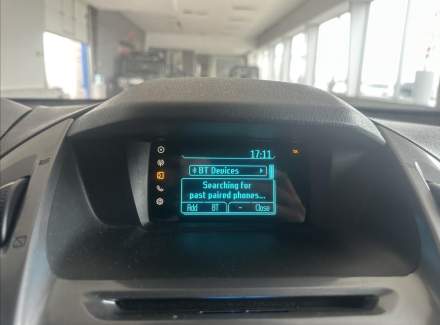 17:11
BT Devices
Searching for
past paired phones...
Add BT - Close